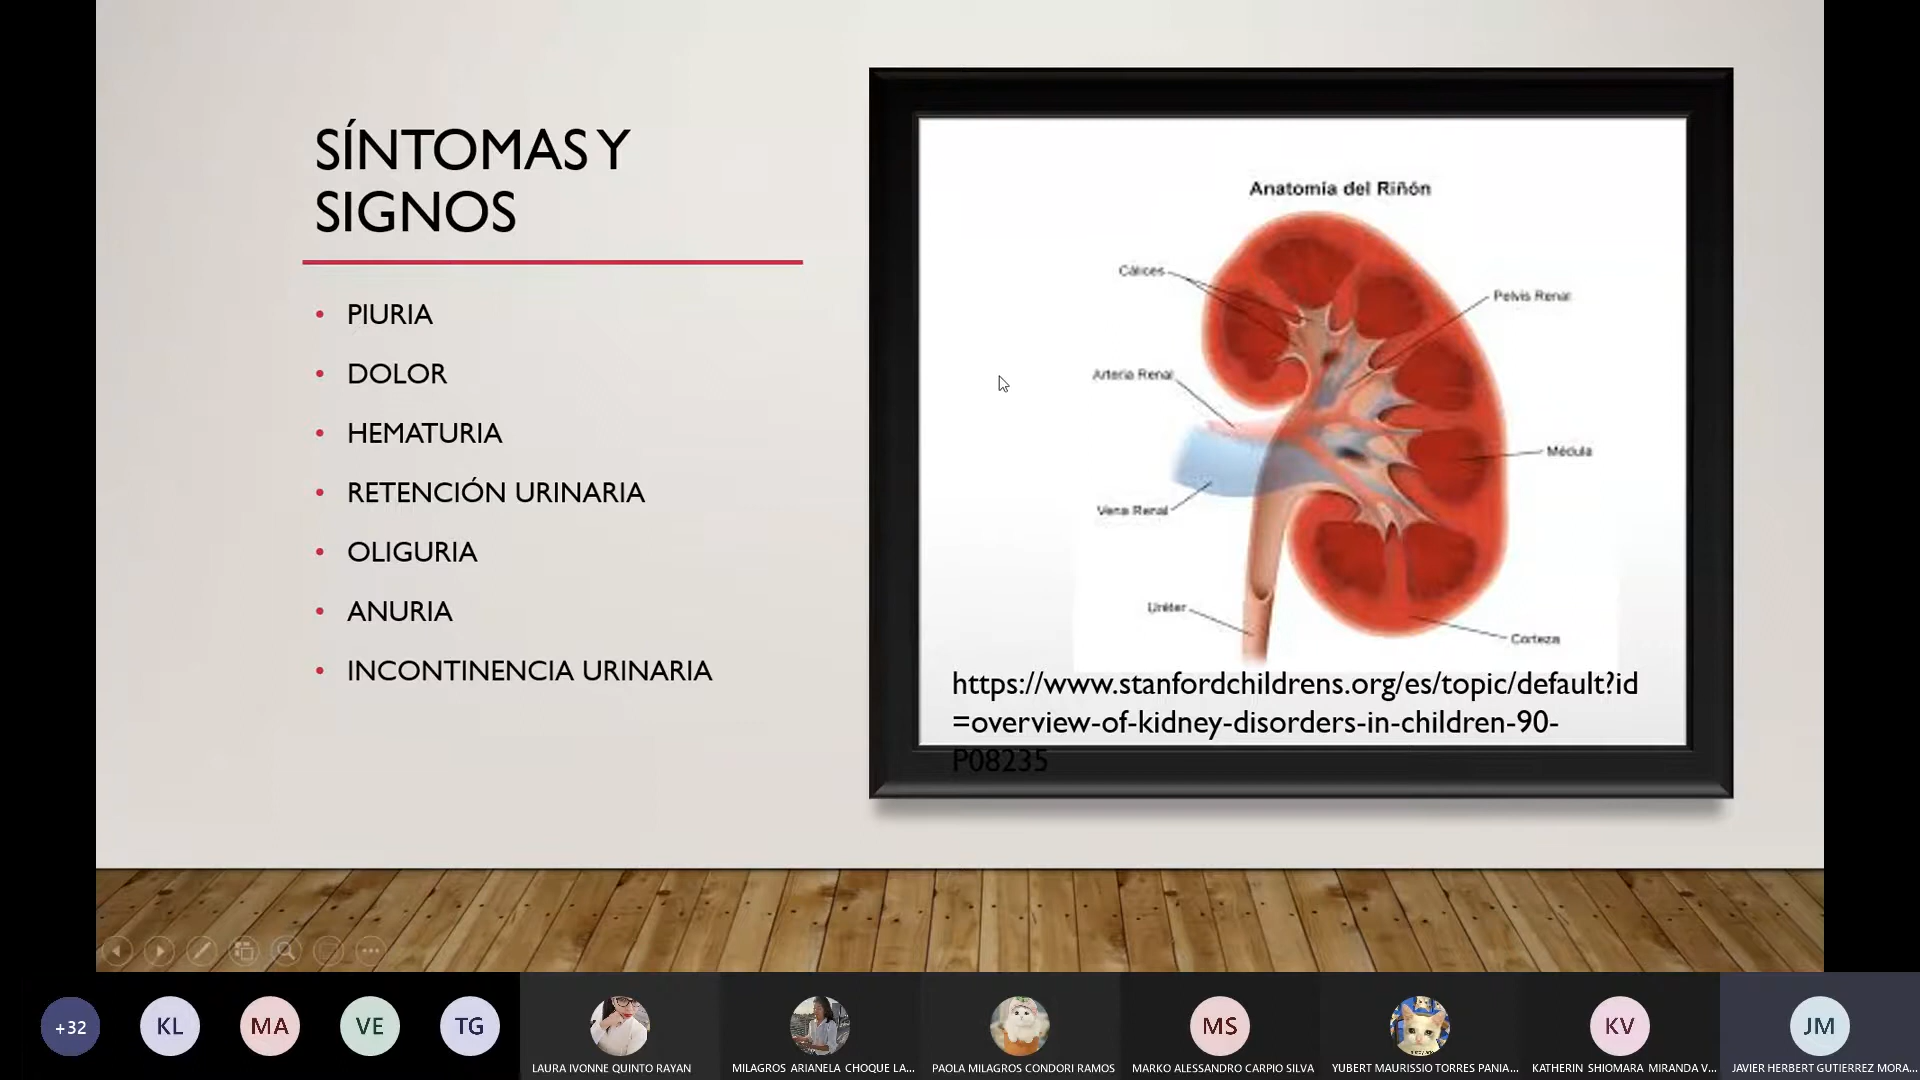 SÍNTOMAS Y
SIGNOS
• PIURIA
• DOLOR
• HEMATURIA
• RETENCIÓN URINARIA
• OLIGURIA
• ANURIA
• INCONTINENCIA URINARIA
Anatomía del Riñón
Cálices
Pelvis Renal
Arteria Renal
Médula
Vena Renal
Uréter
Corteza
https://www.stanfordchildrens.org/es/topic/default?id
=overview-of-kidney-disorders-in-children-90-
P08235
+32
KL
MA
VE
TG
LAURA IVONNE QUINTO RAYAN
MILAGROS ARIANELA CHOQUE LA...
PAOLA MILAGROS CONDORI RAMOS
MS
MARKO ALESSANDRO CARPIO SILVA
YUBERT MAURISSIO TORRES PANIA...
KV
KATHERIN SHIOMARA MIRANDA V...
JM
JAVIER HERBERT GUTIERREZ MORA...